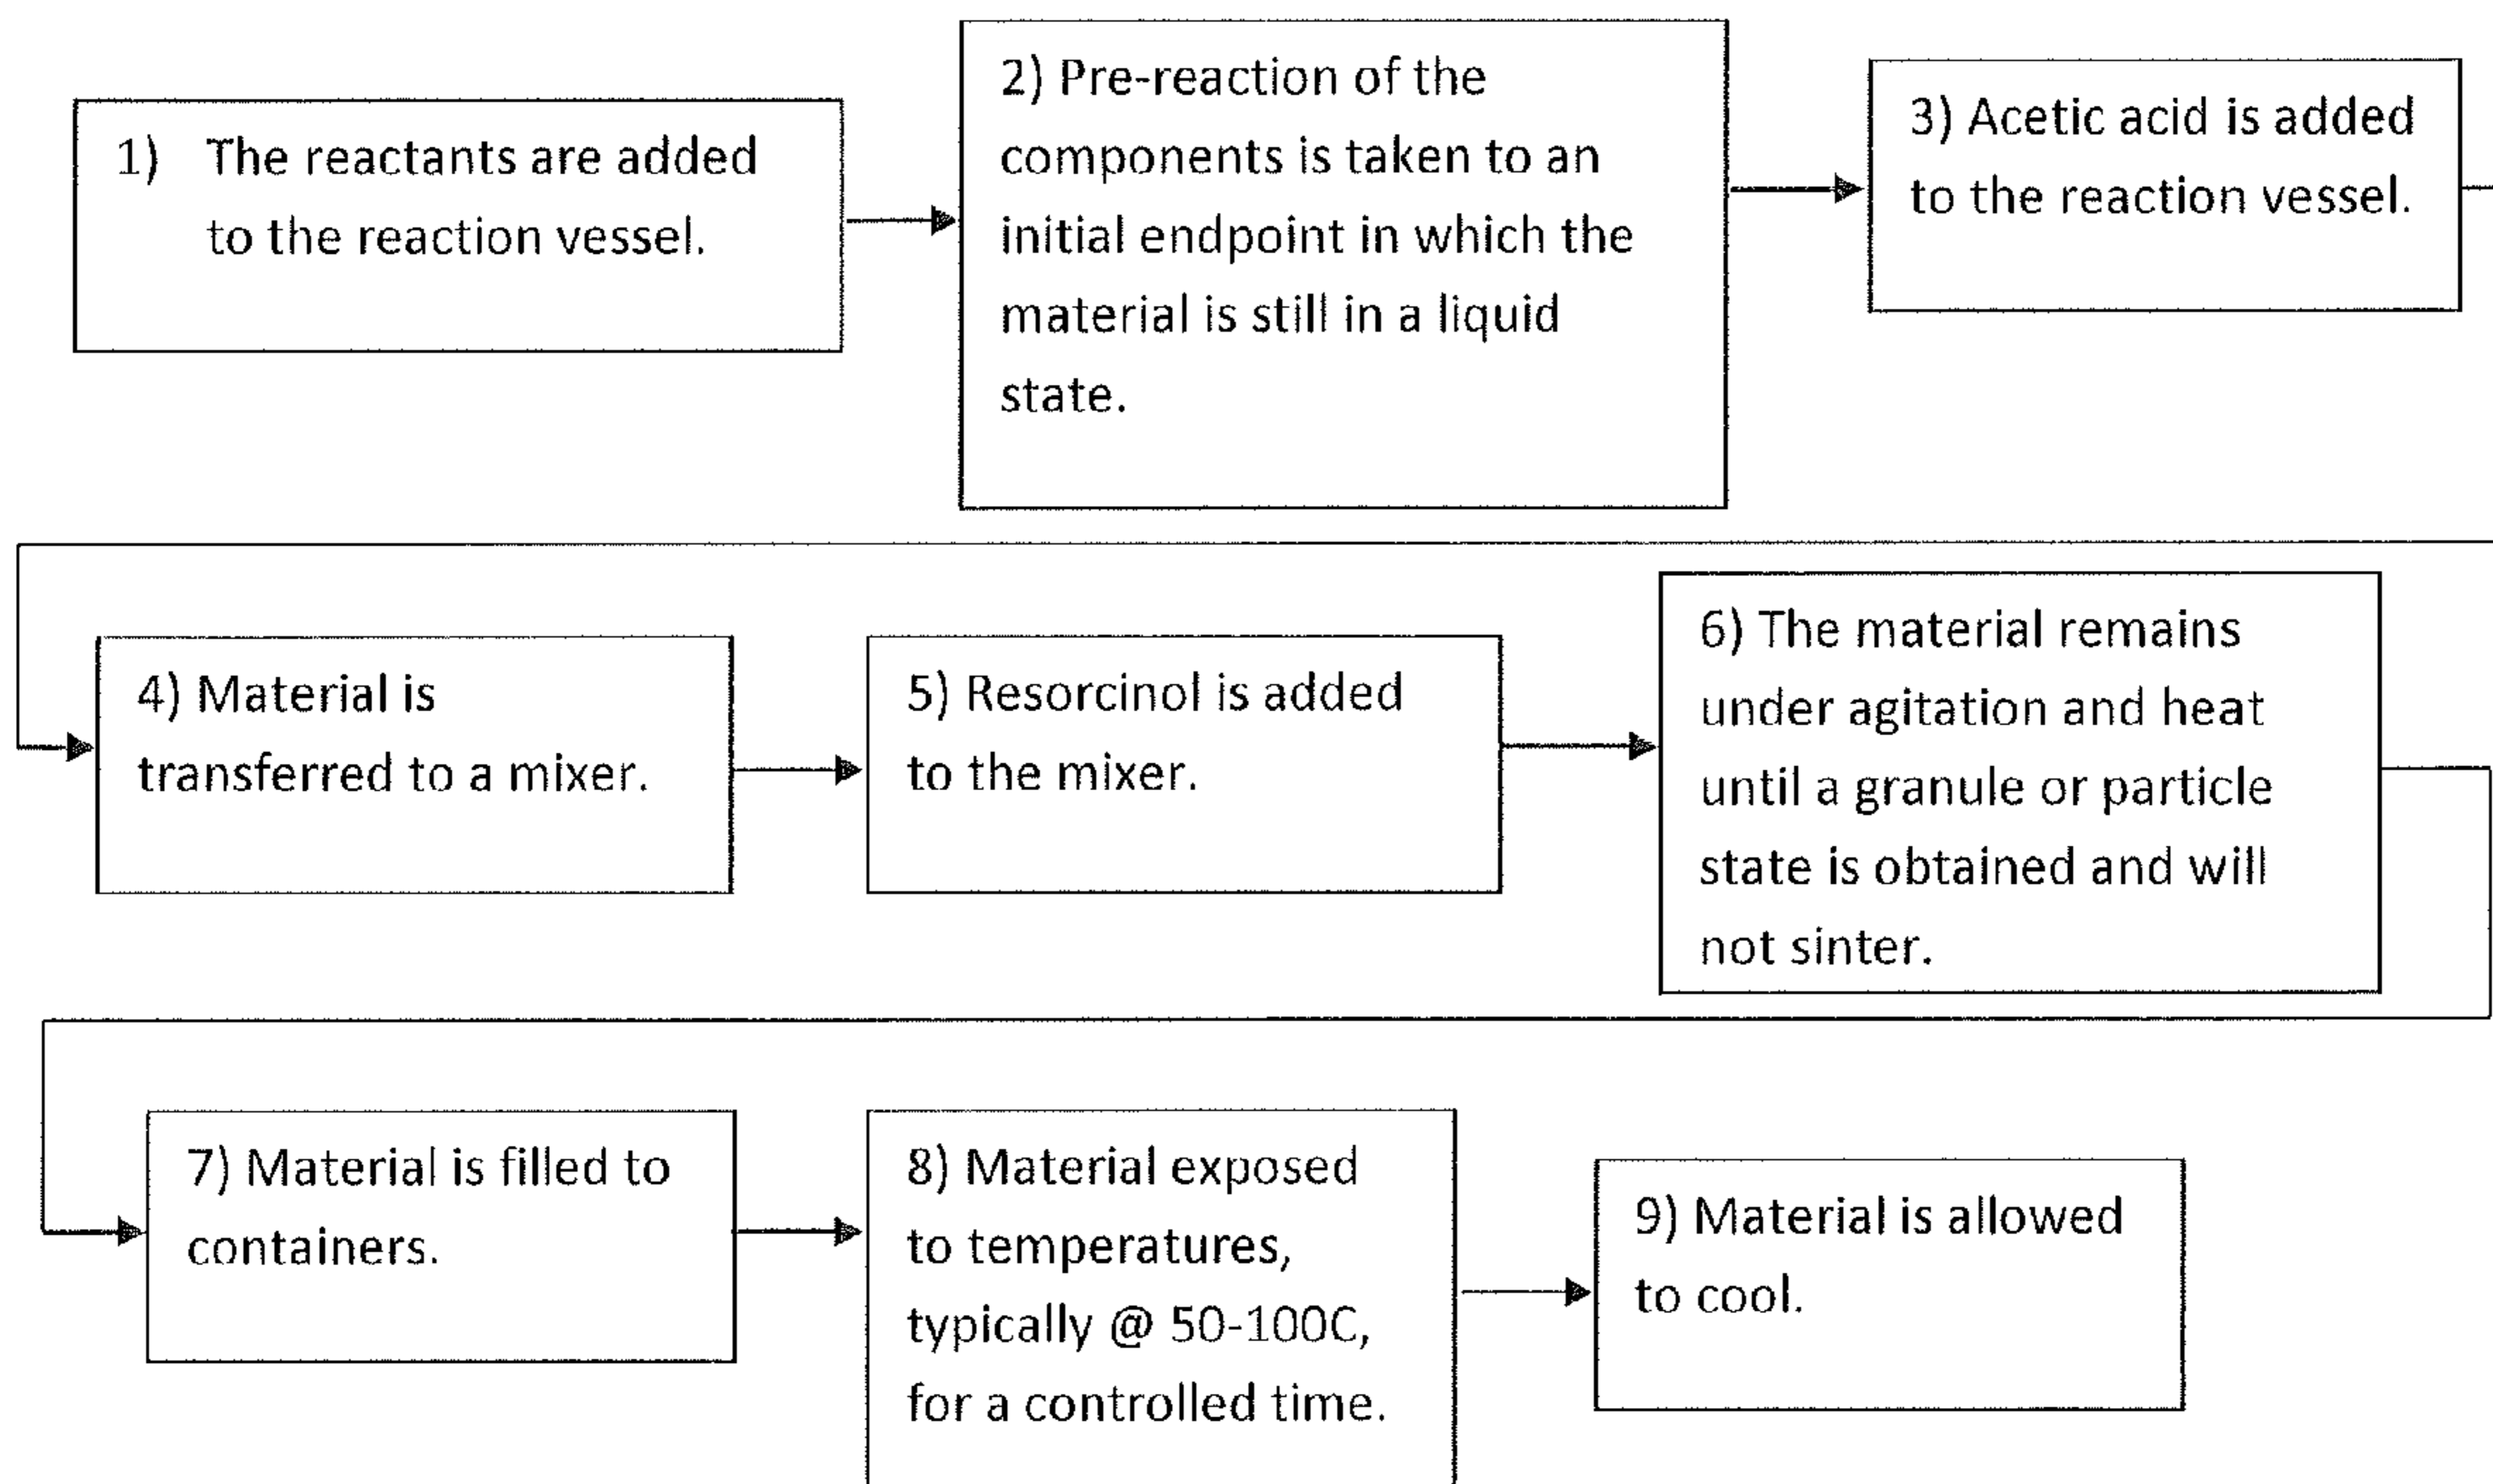 1) The reactants are added
to the reaction vessel.
2) Pre-reaction of the
components is taken to an
initial endpoint in which the
material is still in a liquid
state.
3) Acetic acid is added
to the reaction vessel.
4) Material is
transferred to a mixer.
5) Resorcinol is added
to the mixer.
6) The material remains
under agitation and heat
until a granule or particle
state is obtained and will
not sinter.
7) Material is filled to
containers.
8) Material exposed
to temperatures,
typically @ 50-100C,
for a controlled time.
9) Material is allowed
to cool.